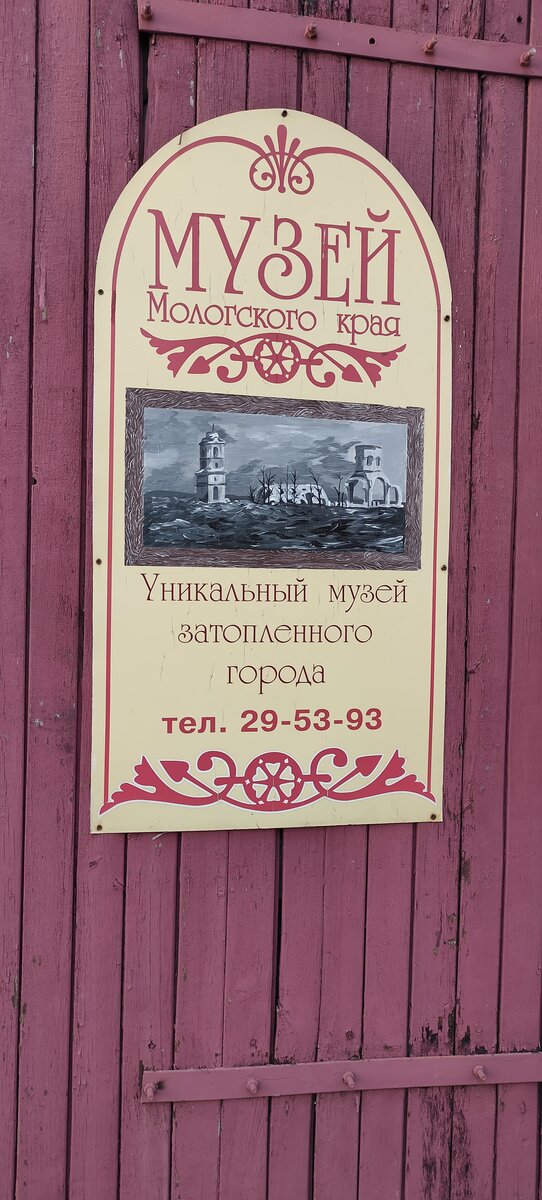 МУЗЕЙ
Мологского края
Уникальный музей
затопленного
города
тел. 29-53-93